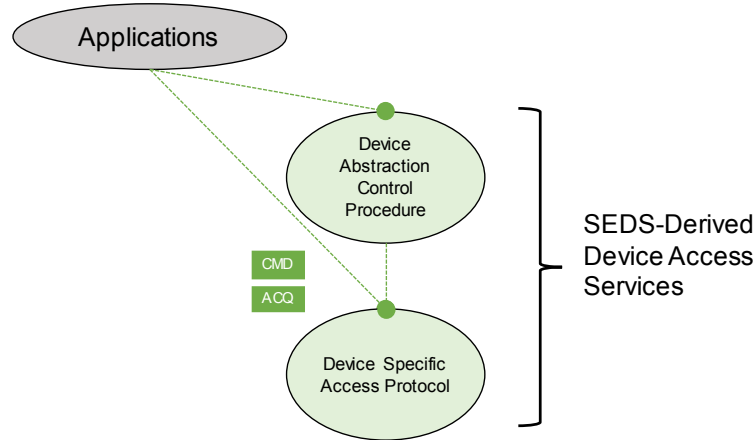 Applications
Device
Abstraction
Control
Procedure
SEDS-Derived
Device Access
Services
CMD
ACQ
Device Specific
Access Protocol